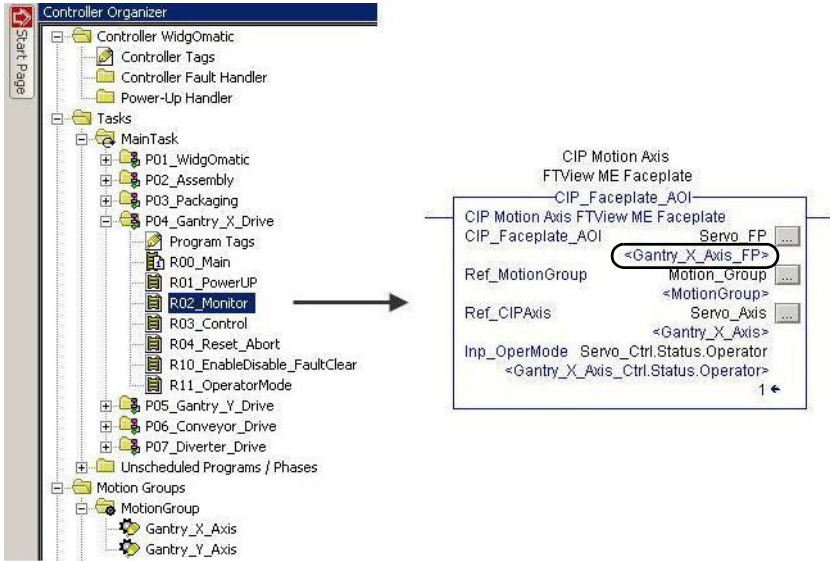 Controller Organizer
Start Page
Controller WidgOmatic
Controller Tags
Controller Fault Handler
Power-Up Handler
Tasks
MainTask
P01_WidgOmatic
P02_Assembly
P03_Packaging
P04_Gantry_X_Drive
Program Tags
R00_Main
R01_PowerUP
R02_Monitor
R03_Control
R04_Reset_Abort
R10_EnableDisable_FaultClear
R11_OperatorMode
P05_Gantry_Y_Drive
P06_Conveyor_Drive
P07_Diverter_Drive
Unscheduled Programs / Phases
Motion Groups
MotionGroup
Gantry_X_Axis
Gantry_Y_Axis
CIP Motion Axis
FTView ME Faceplate
CIP_Faceplate_AOI
CIP Motion Axis FTView ME Faceplate
CIP_Faceplate_AOI Servo_FP ...
<Gantry_X_Axis_FP>
Ref_MotionGroup Motion_Group ...
<MotionGroup>
Ref_CIPAxis Servo_Axis ...
<Gantry_X_Axis>
Inp_OperMode Servo_Ctrl.Status.Operator
<Gantry_X_Axis_Ctrl.Status.Operator>
1